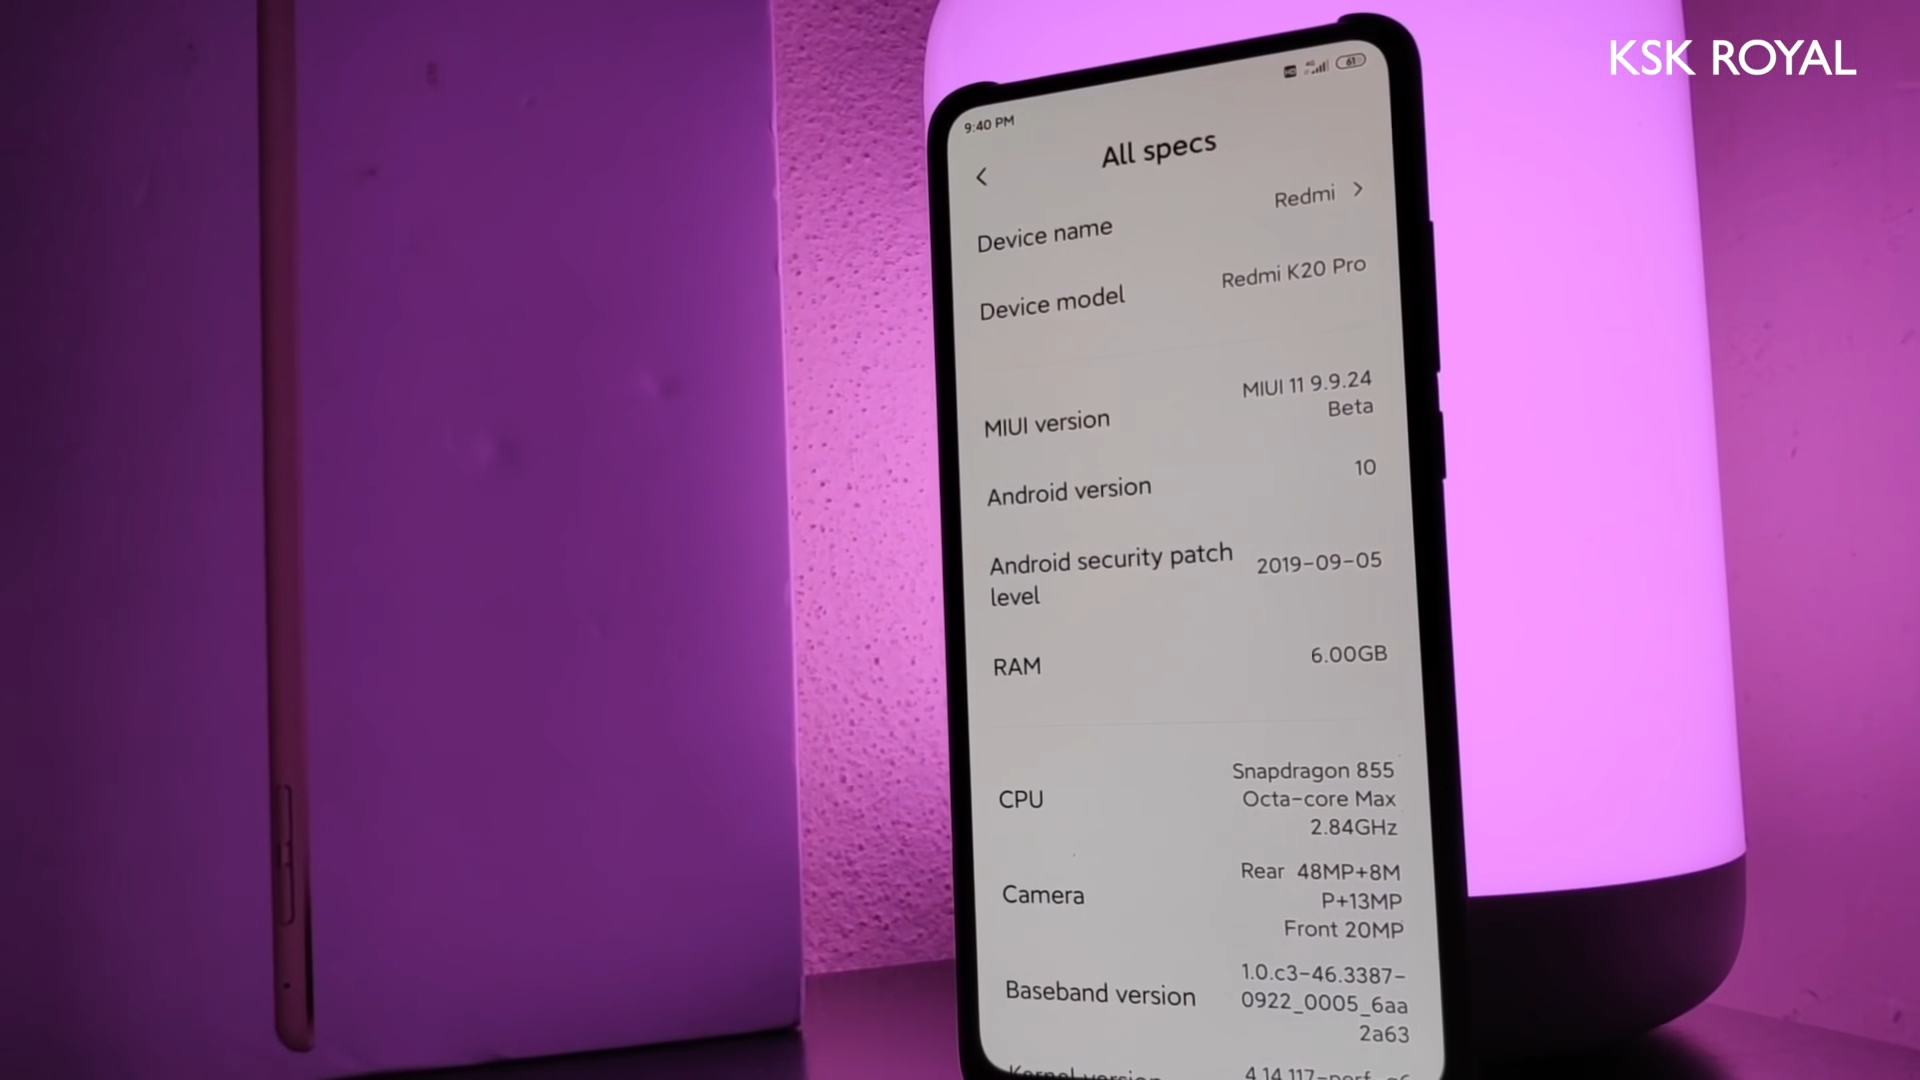 KSK ROYAL
61
9:40 PM
All specs
Device name
Redmi
Device model
Redmi K20 Pro
MIUI version
MIUI 11 9.9.24
Beta
Android version
10
Android security patch
level
2019-09-05
RAM
6.00GB
CPU
Snapdragon 855
Octa-core Max
2.84GHz
Camera
Rear 48MP+8M
P+13MP
Front 20MP
Baseband version
1.0.c3-46.3387-
0922_0005_6aa
2a63
Kernel version